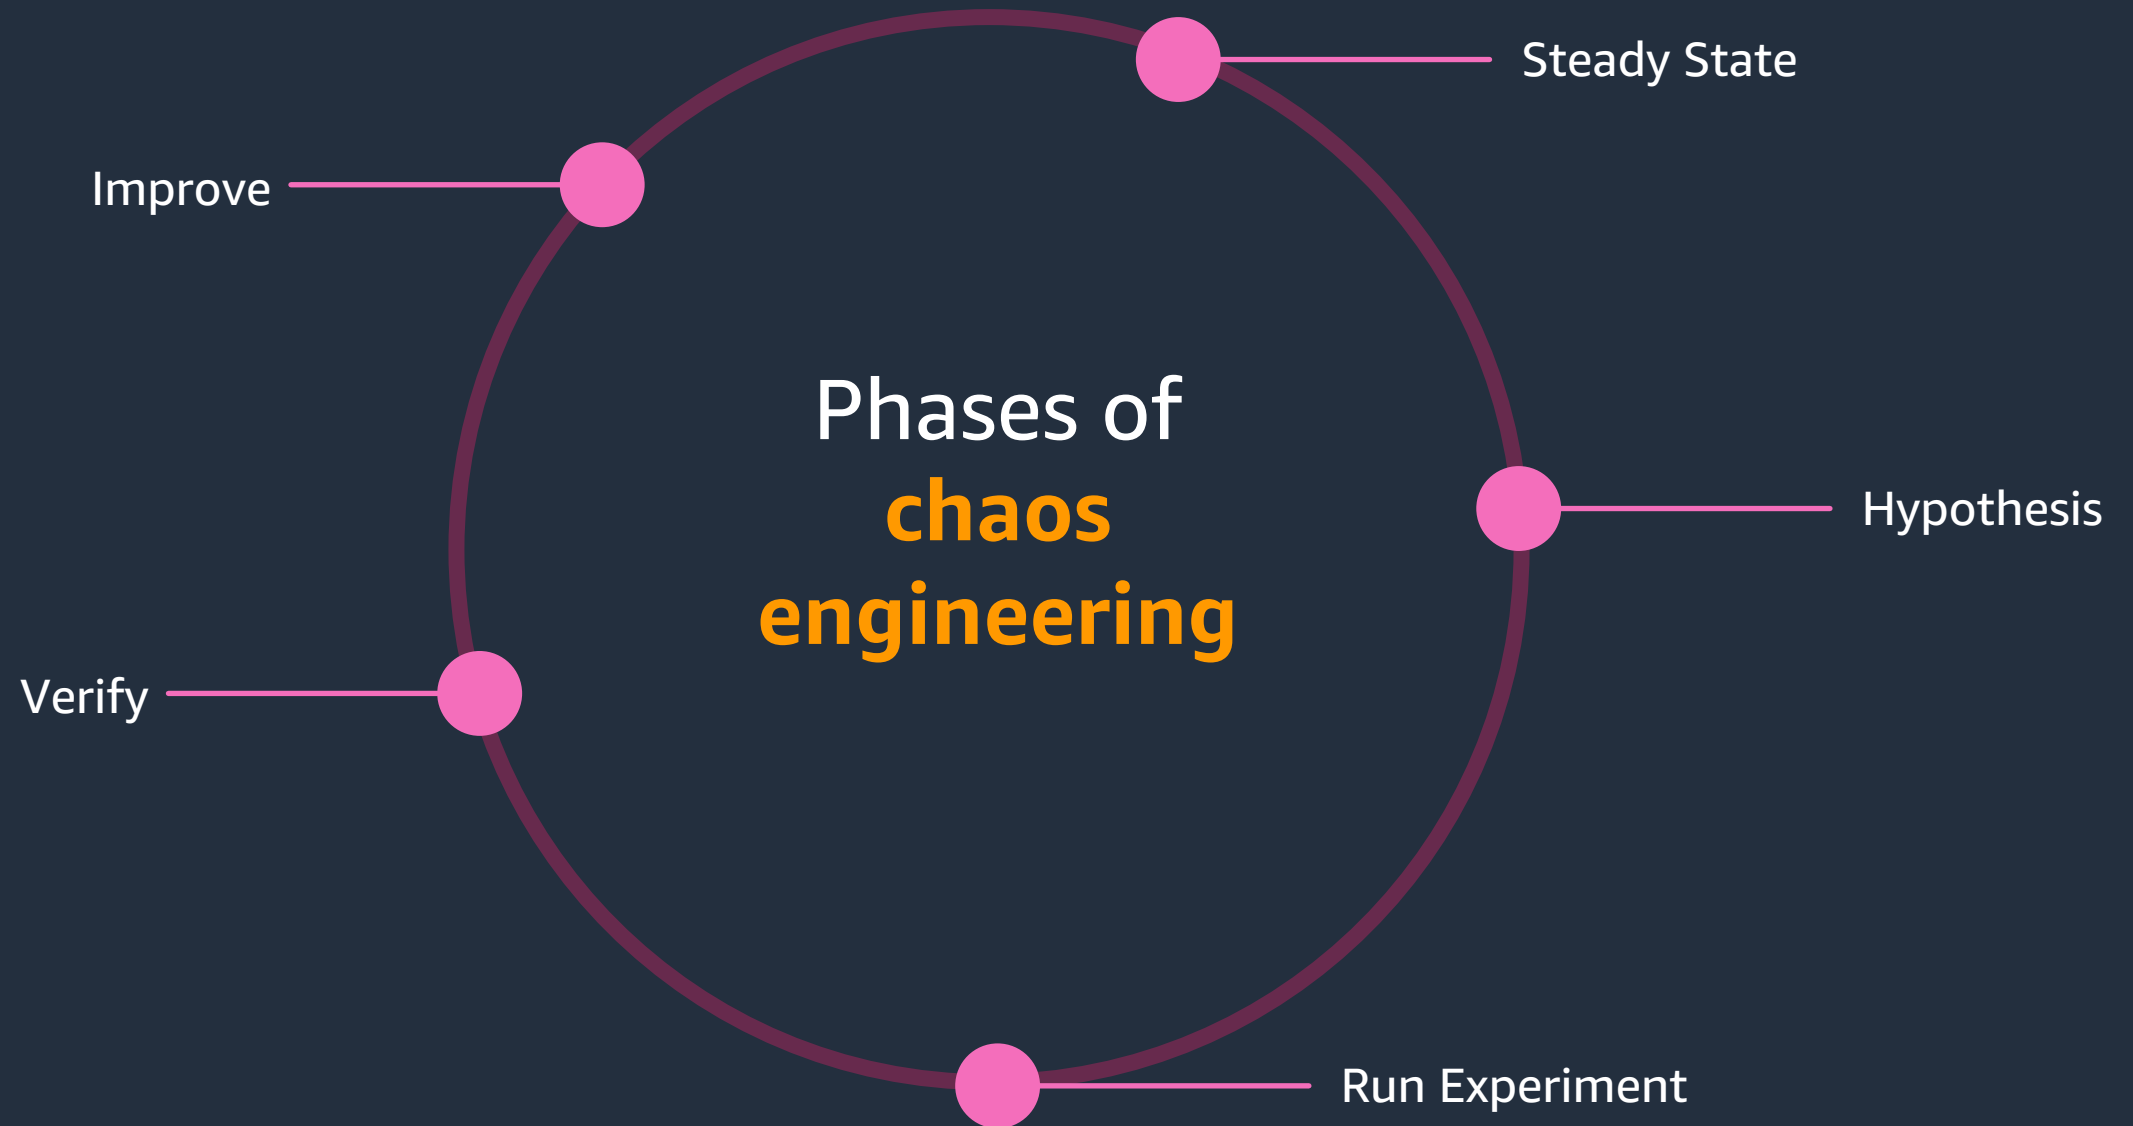 Phases of
chaos
engineering
Steady State
Hypothesis
Run Experiment
Verify
Improve